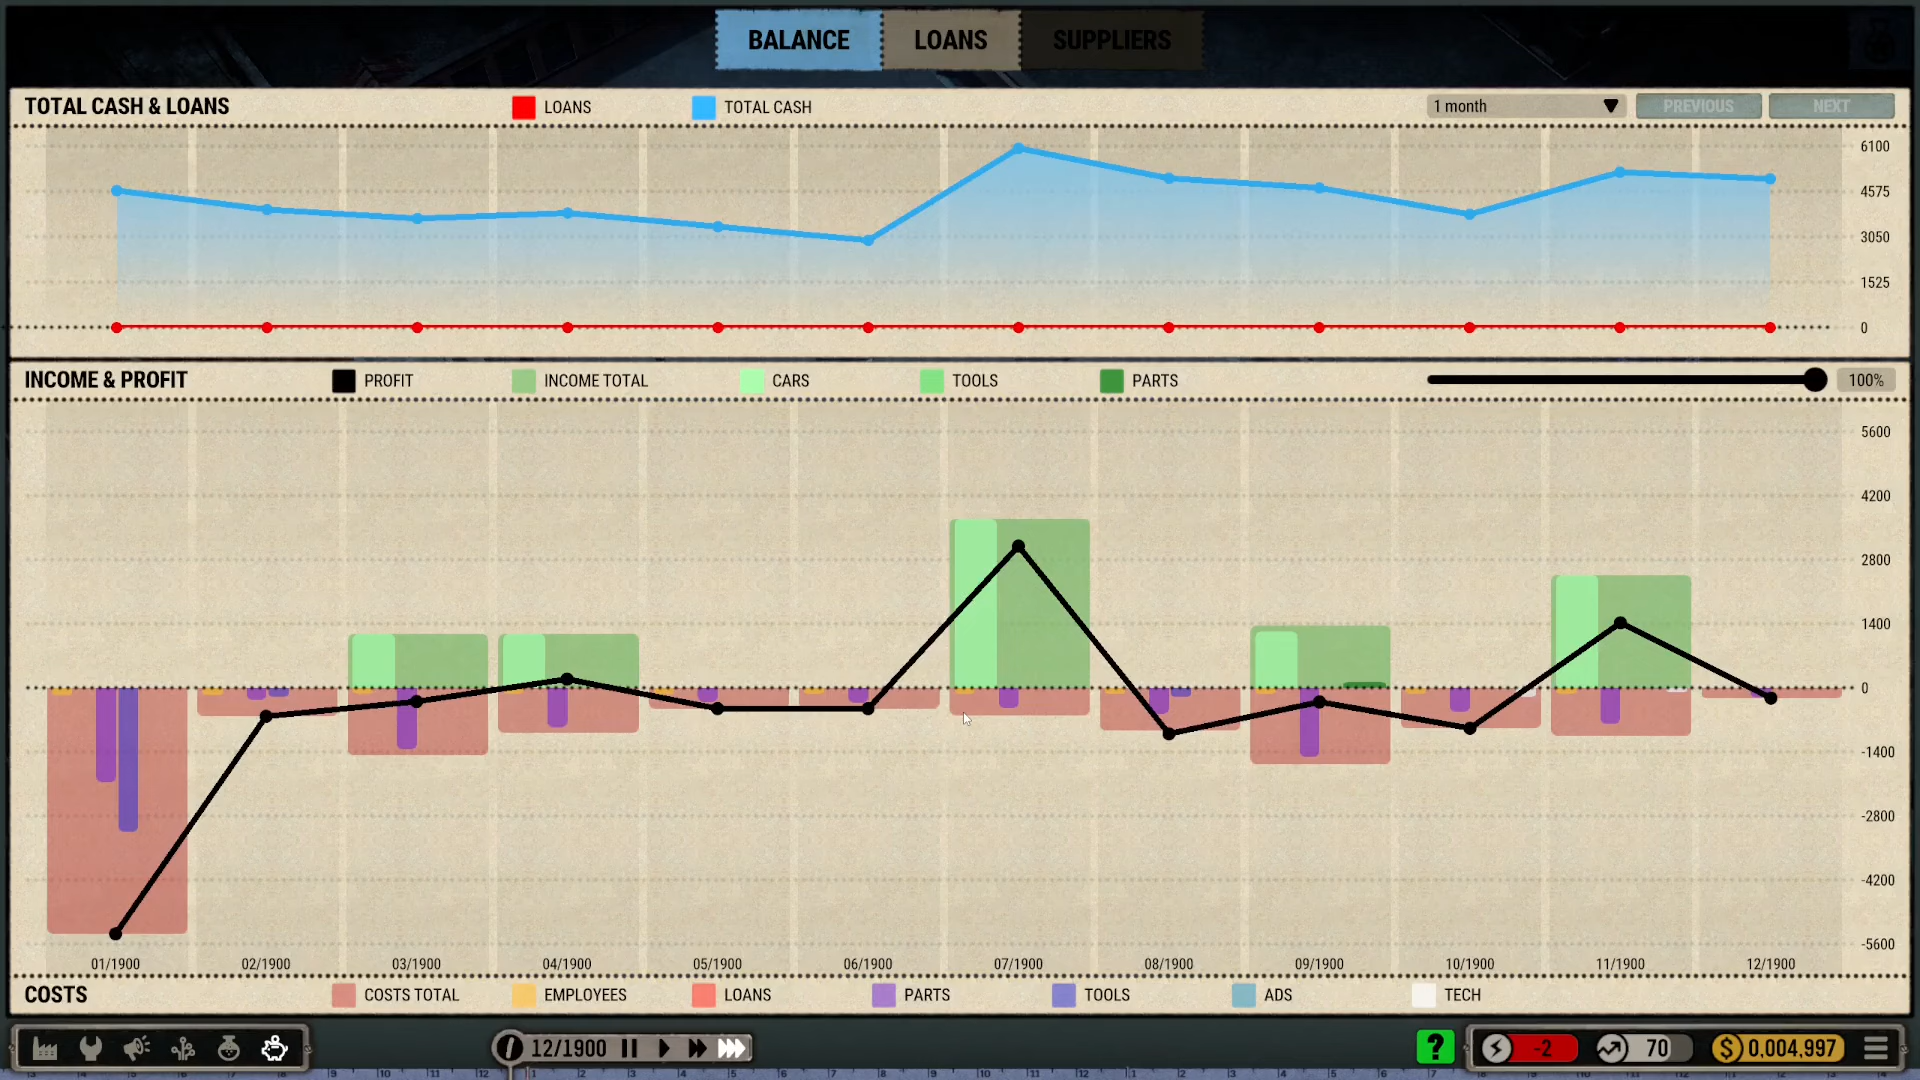 BALANCE LOANS SUPPLIERS
TOTAL CASH & LOANS LOANS TOTAL CASH 1 month PREVIOUS NEXT
6100
4575
3050
1525
0
INCOME & PROFIT PROFIT INCOME TOTAL CARS TOOLS PARTS 100%
5600
4200
2800
1400
0
-1400
-2800
-4200
-5600
01/1900 02/1900 03/1900 04/1900 05/1900 06/1900 07/1900 08/1900 09/1900 10/1900 11/1900 12/1900
COSTS COSTS TOTAL EMPLOYEES LOANS PARTS TOOLS ADS TECH
12/1900 ? -2 70 $ 0,004,997